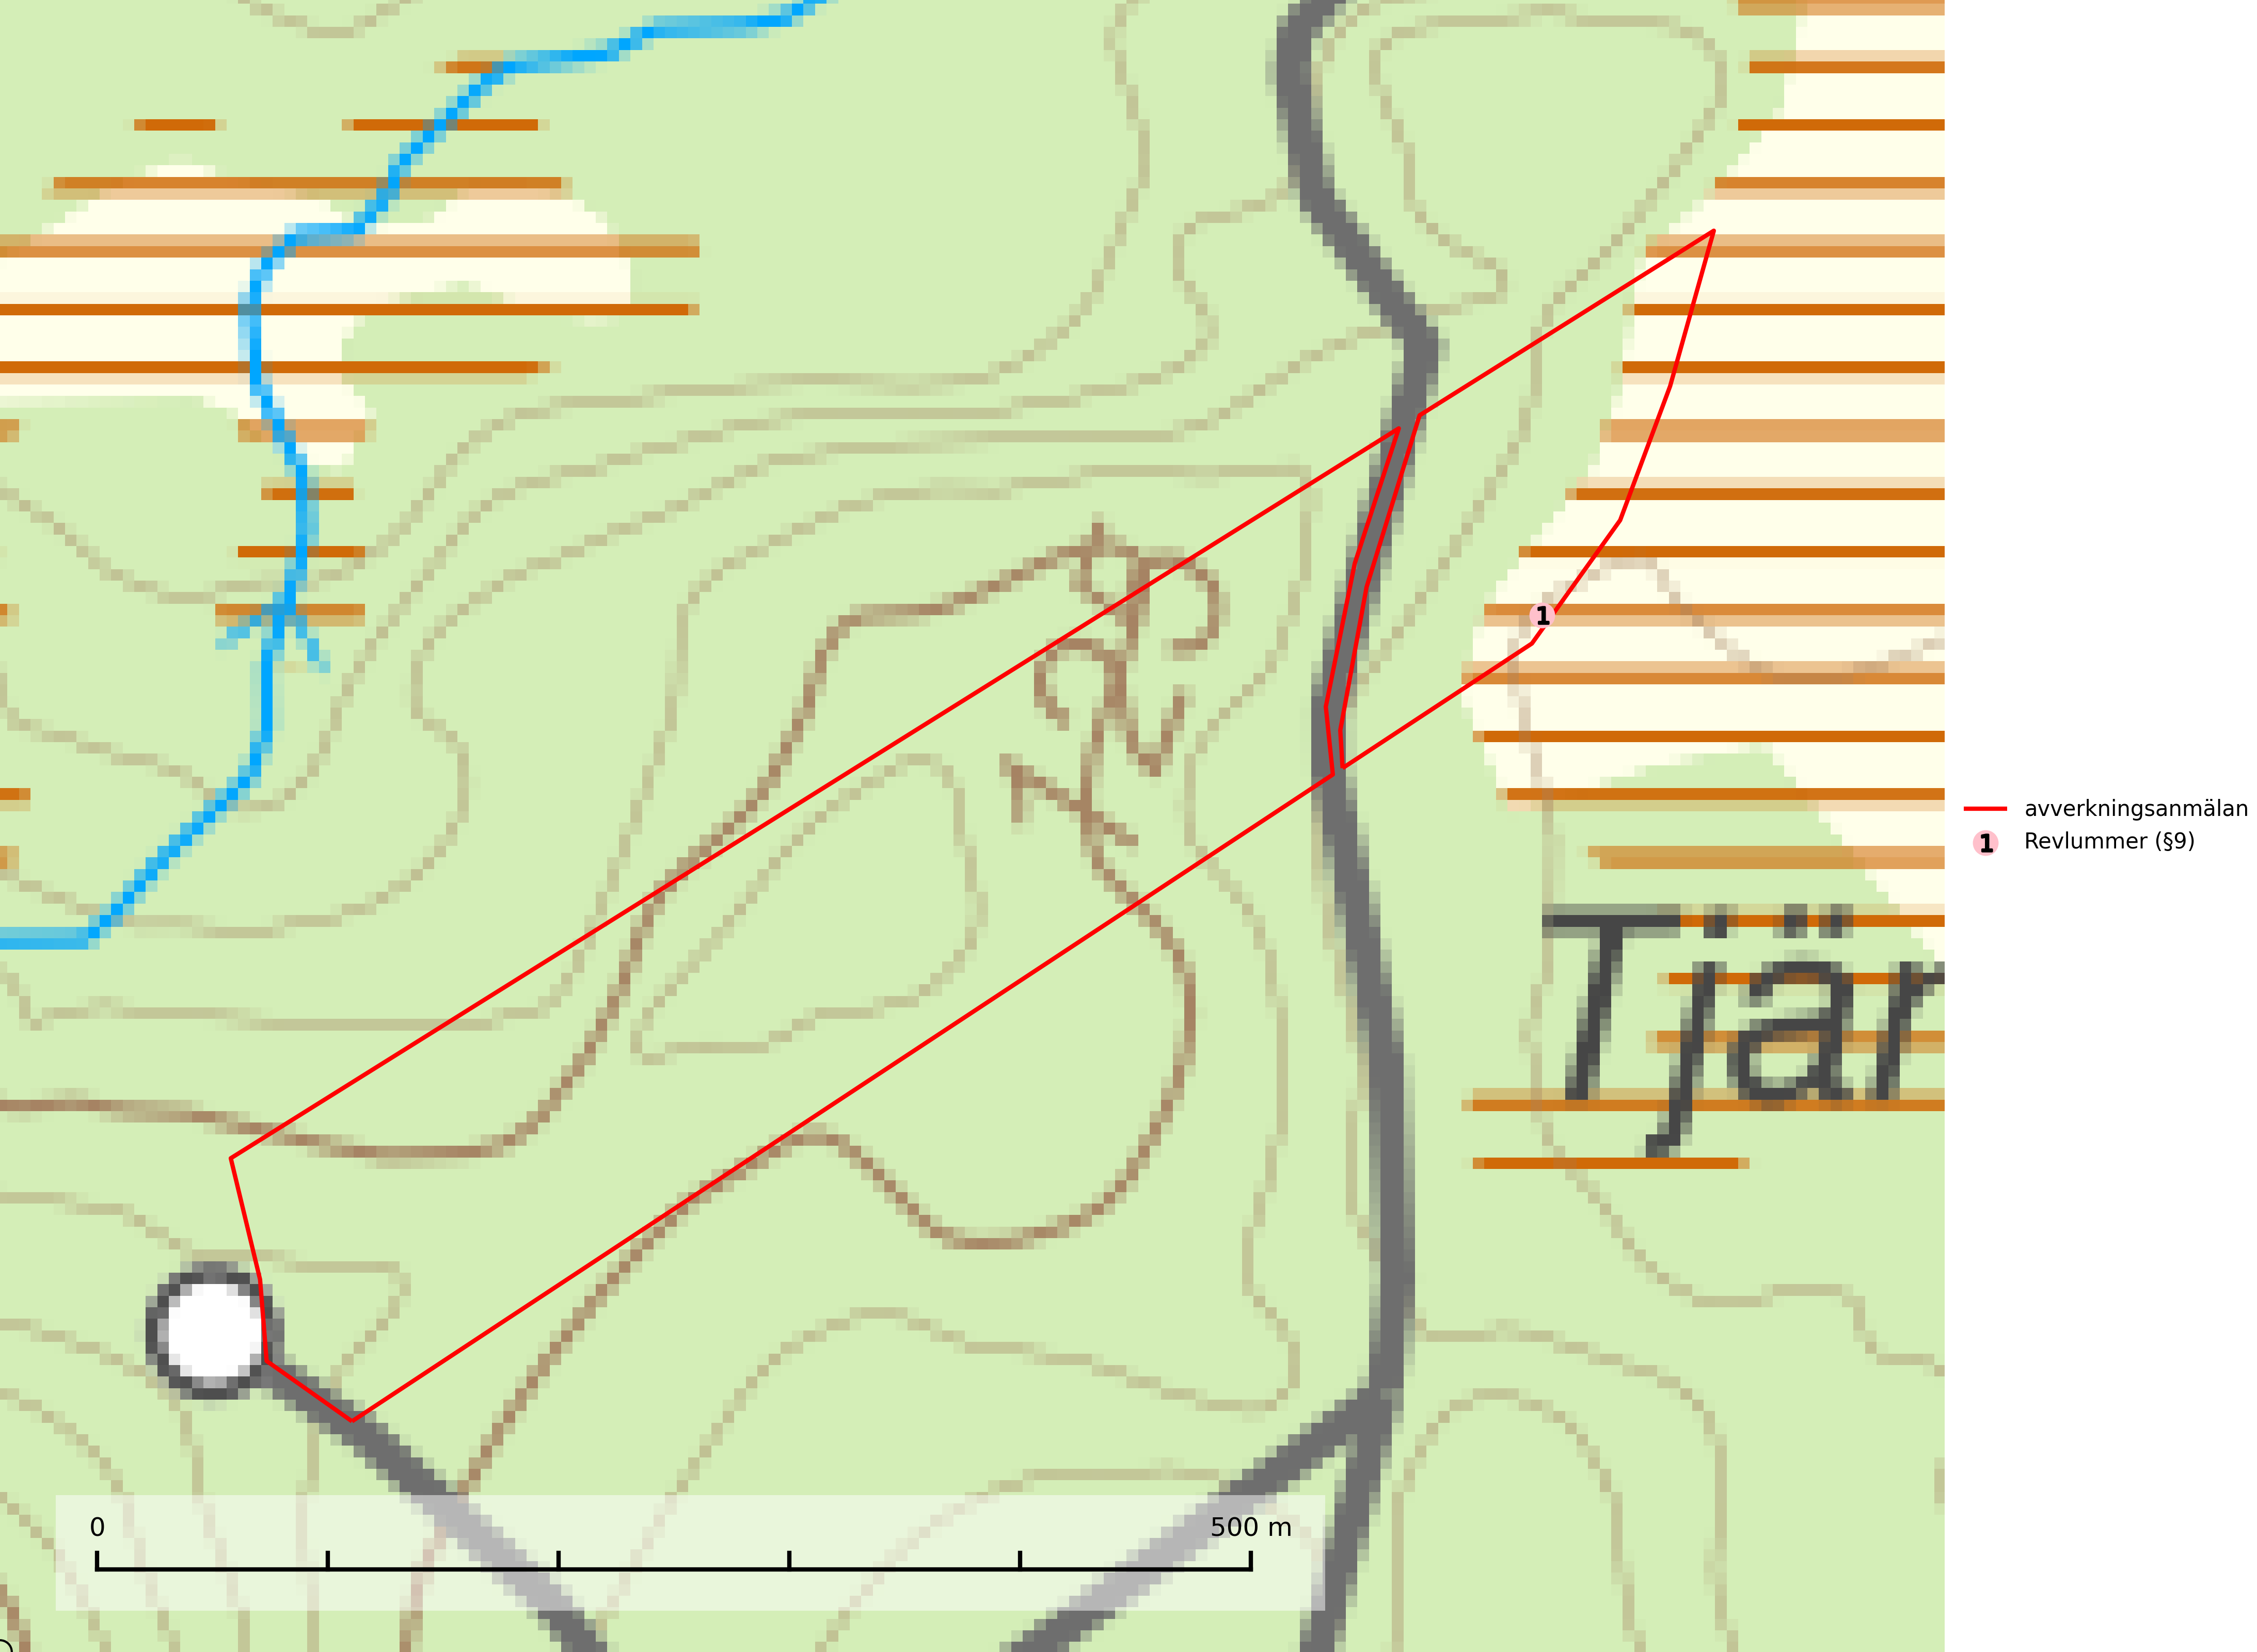 1
avverkningsanmälan
1 Revlummer (§9)
Tjär
0 500 m